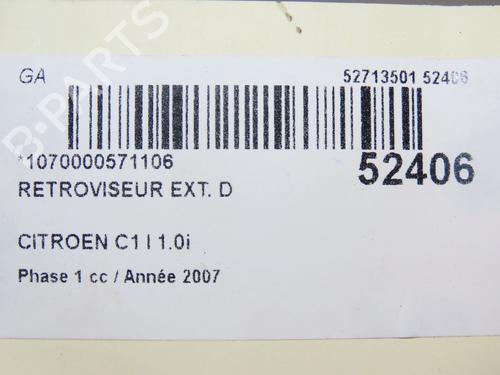 GA
52713501 52406
*1070000571106
52406
RETROVISEUR EXT. D
CITROEN C1 I 1.0i
Phase 1 cc / Année 2007
B-PARTS